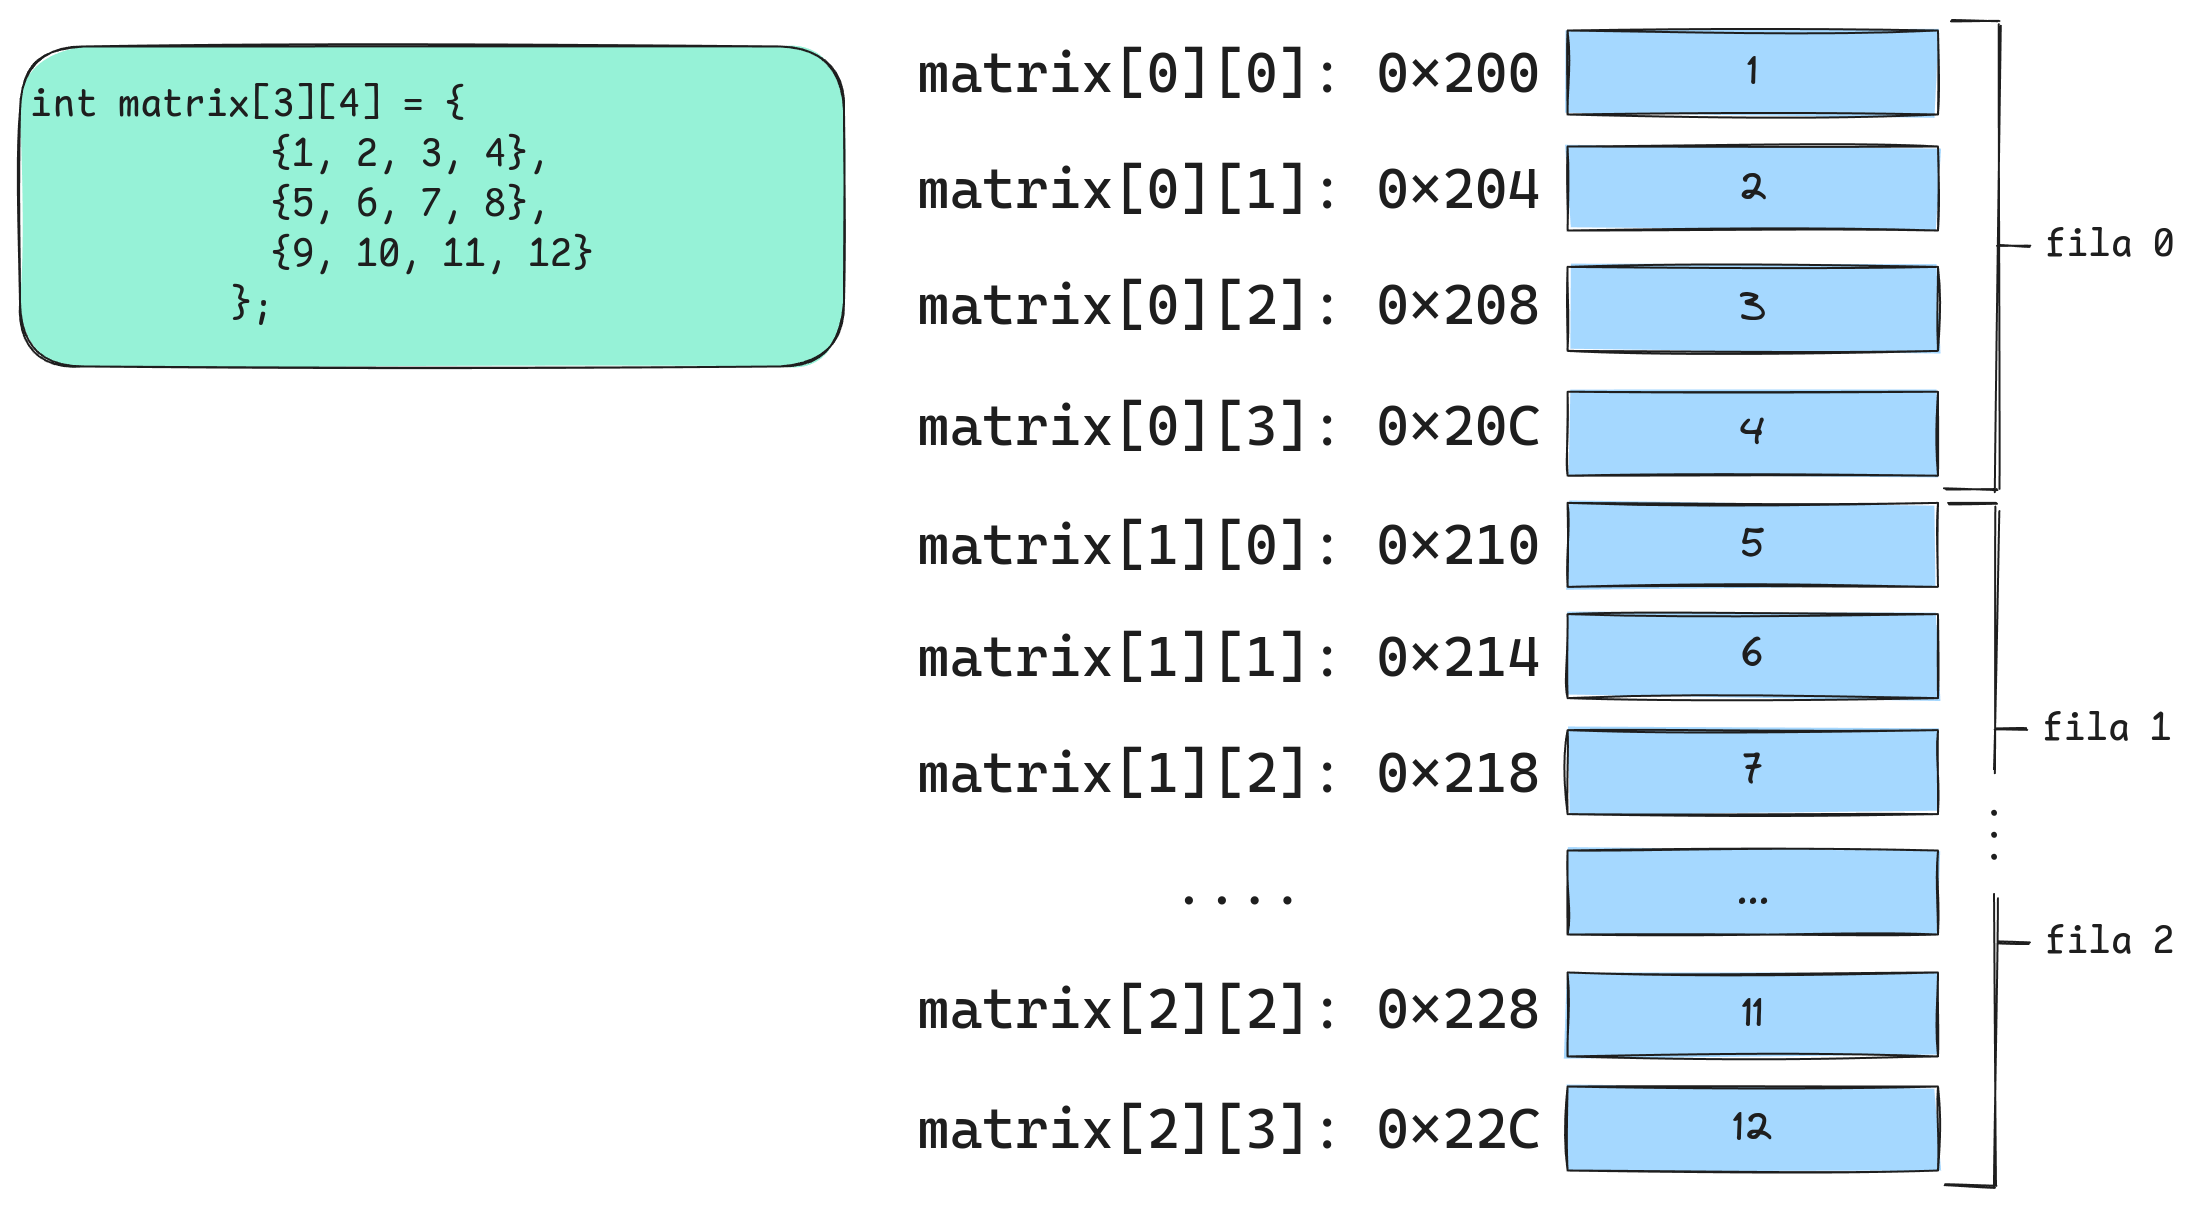 int matrix[3][4] = {
{1, 2, 3, 4},
{5, 6, 7, 8},
{9, 10, 11, 12}
};
matrix[0][0]: 0×200 1
matrix[0][1]: 0×204 2
fila 0
matrix[0][2]: 0×208 3
matrix[0][3]: 0×20C 4
matrix[1][0]: 0×210 5
matrix[1][1]: 0×214 6
fila 1
matrix[1][2]: 0×218 7
.... ...
fila 2
matrix[2][2]: 0×228 11
matrix[2][3]: 0×22C 12